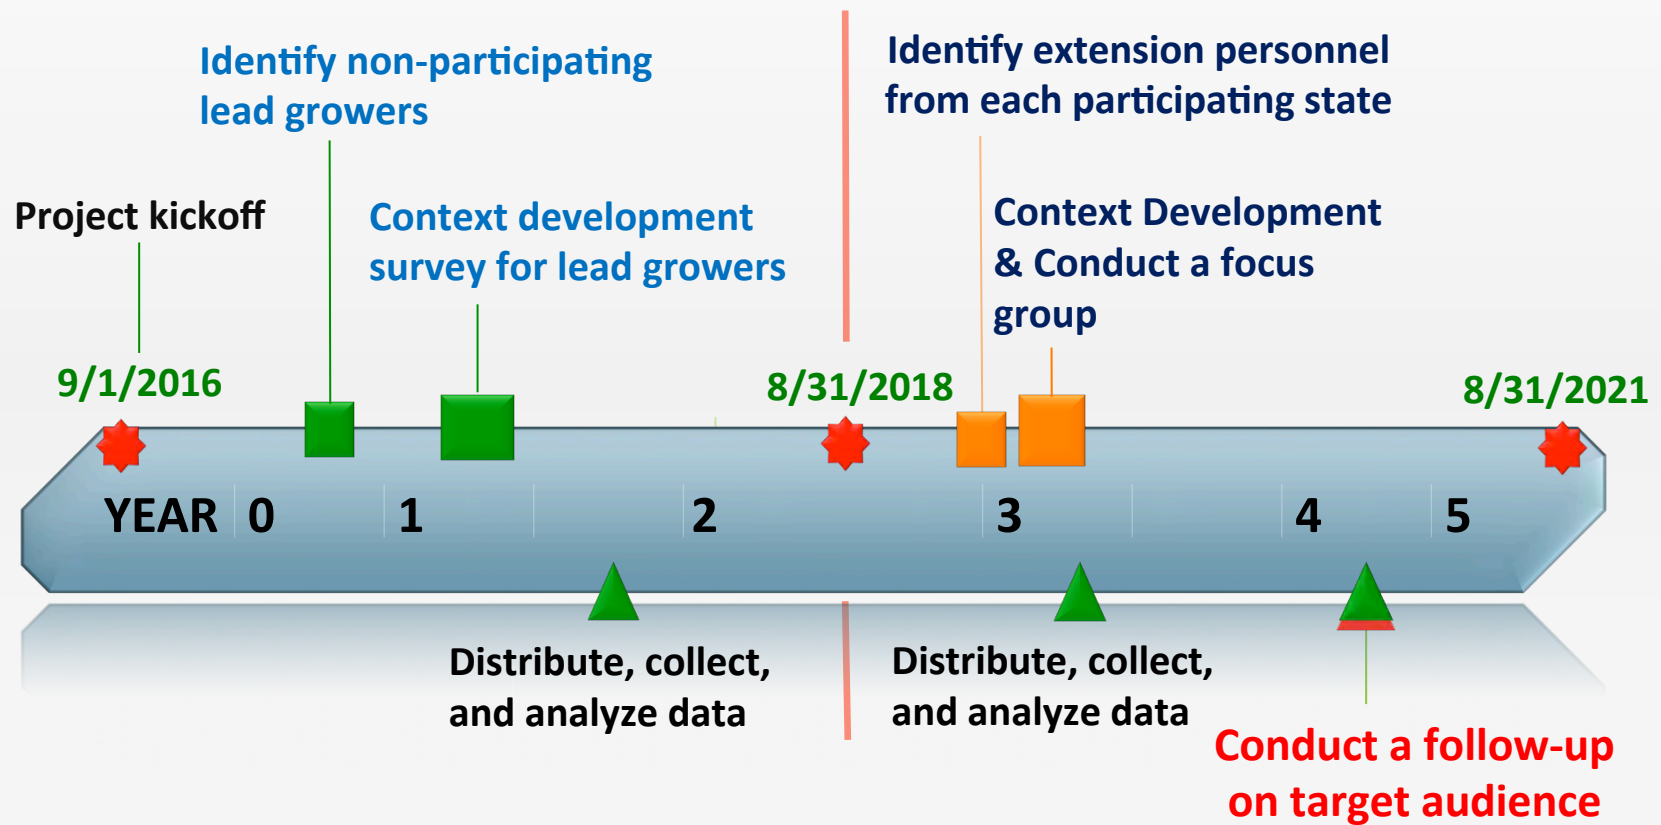 Identify non-participating
lead growers
Identify extension personnel
from each participating state
Project kickoff
Context development
survey for lead growers
Context Development
& Conduct a focus
group
9/1/2016
8/31/2018
8/31/2021
YEAR 0 1 2 3 4 5
Distribute, collect,
and analyze data
Distribute, collect,
and analyze data
Conduct a follow-up
on target audience